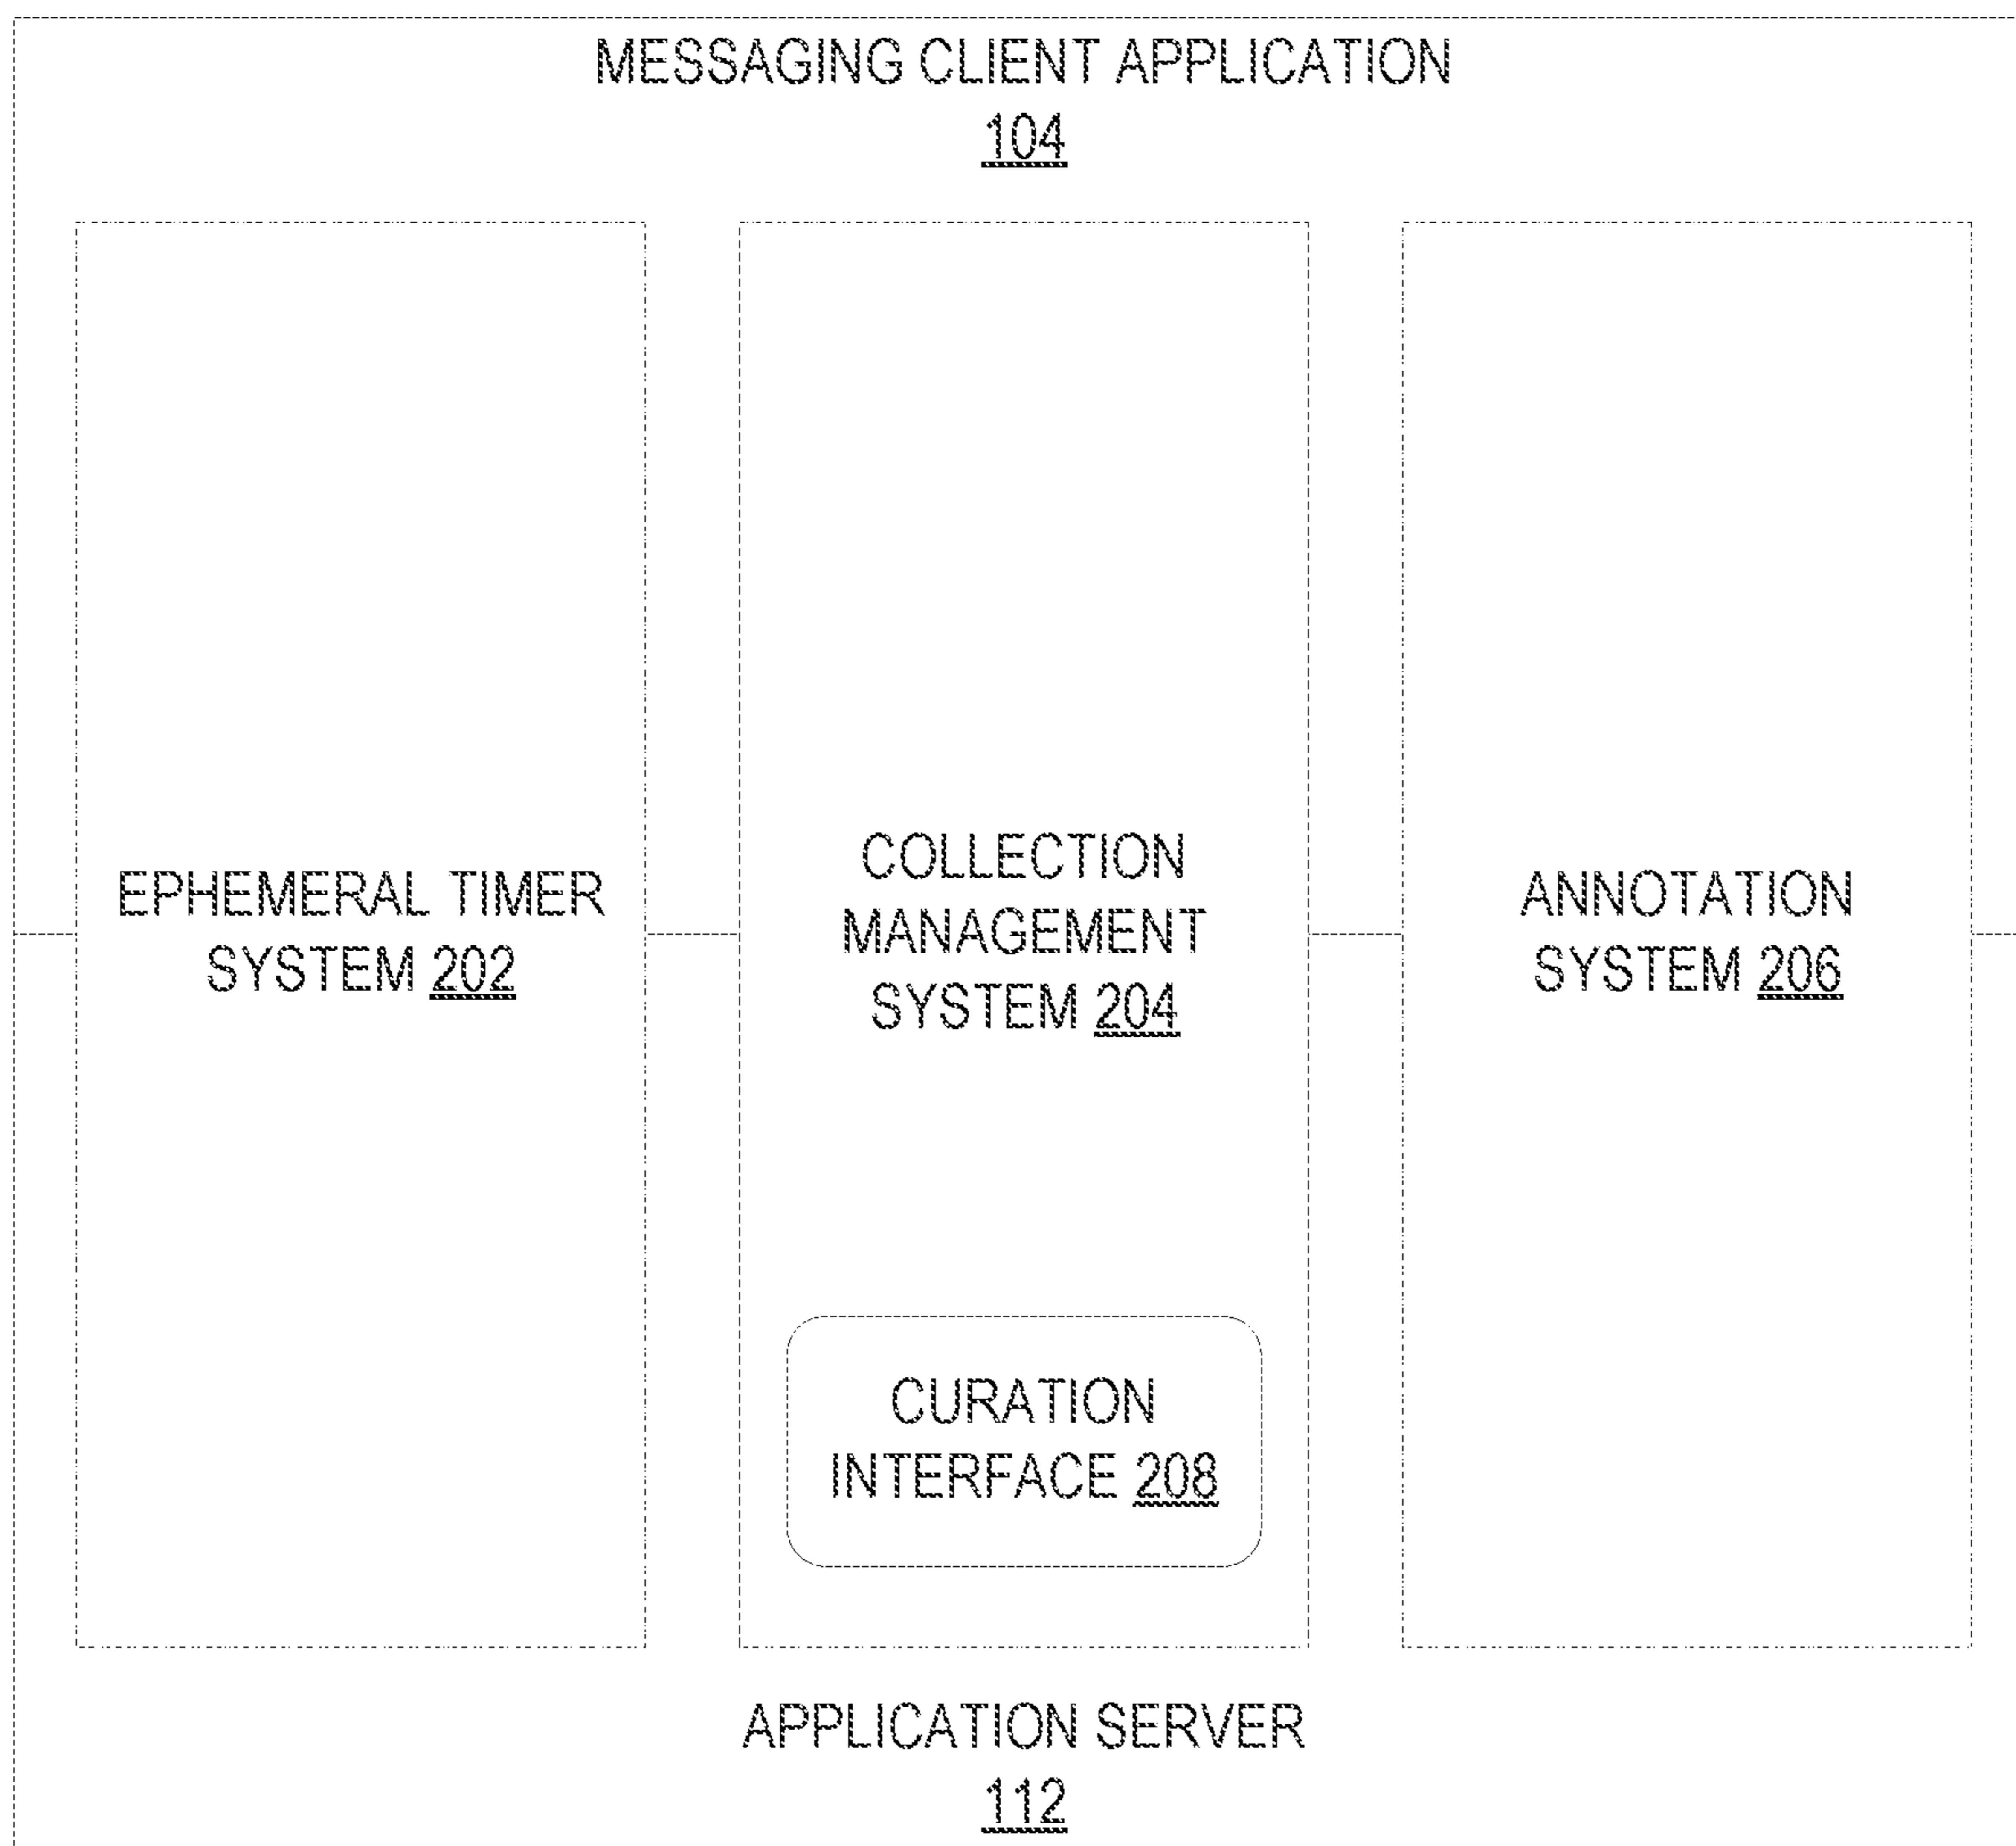 MESSAGING CLIENT APPLICATION
104
EPHEMERAL TIMER
SYSTEM 202
COLLECTION
MANAGEMENT
SYSTEM 204
CURATION
INTERFACE 208
ANNOTATION
SYSTEM 206
APPLICATION SERVER
112